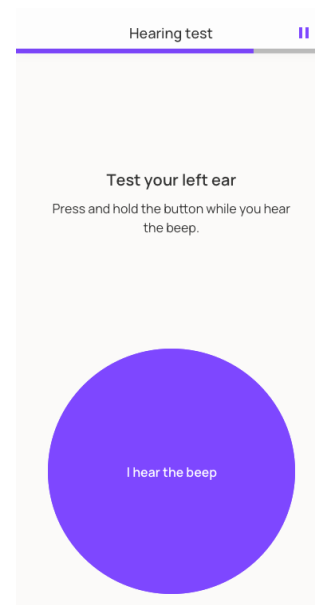 Hearing test
Test your left ear
Press and hold the button while you hear
the beep.
I hear the beep